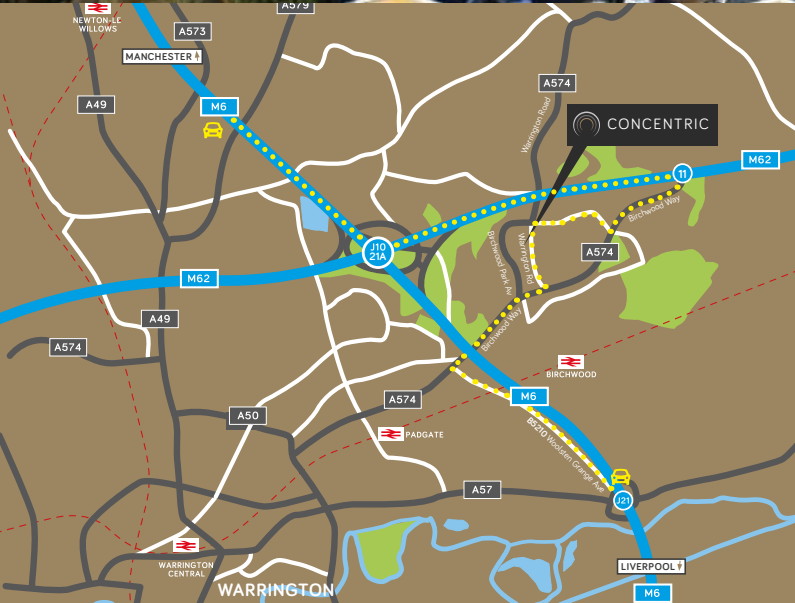 NEWTON-LE
WILLOWS
A579
A573
MANCHESTER
A49
M6
A574
Warrington Road
CONCENTRIC
M62
11
Birchwood Way
J10
21A
Birchwood Park Av
Warrington Rd
A574
M62
A49
A574
Birchwood Way
BIRCHWOOD
A574
M6
A50
PADGATE
B5210 Woolsten Grange Ave
A57
J21
WARRINGTON
CENTRAL
LIVERPOOL
WARRINGTON
M6